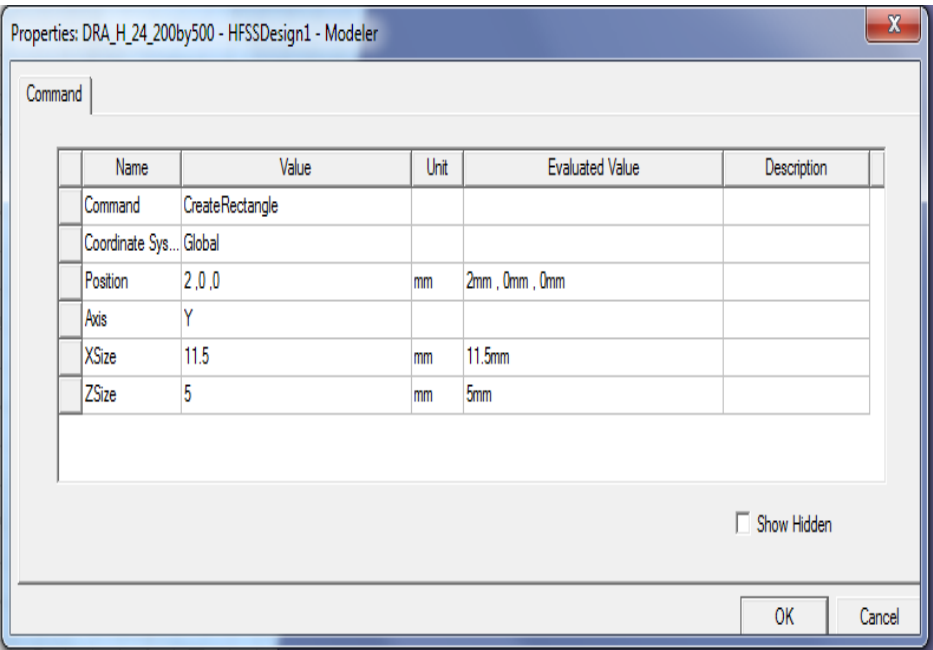 Properties: DRA_H_24_200by500 - HFSSDesign1 - Modeler
X
Command
Name Value Unit Evaluated Value Description
Command CreateRectangle
Coordinate Sys... Global
Position 2 ,0 ,0 mm 2mm , 0mm , 0mm
Axis Y
XSize 11.5 mm 11.5mm
ZSize 5 mm 5mm
Show Hidden
OK Cancel